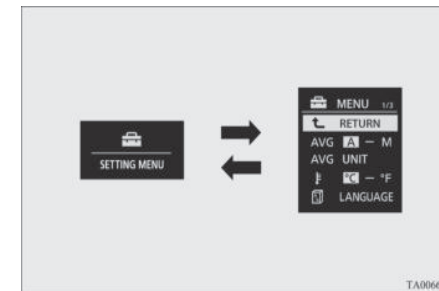 SETTING MENU
MENU 1/3
RETURN
AVG A – M
AVG UNIT
°C – °F
LANGUAGE
TA0066